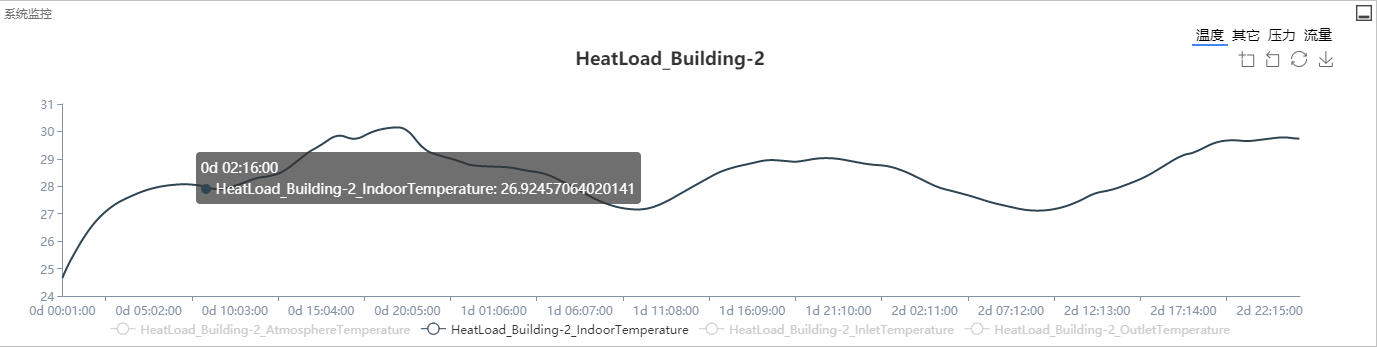 系统监控
温度 其它 压力 流量
HeatLoad_Building-2
31
30
29
28
27
26
25
24
0d 02:16:00
HeatLoad_Building-2_IndoorTemperature: 26.92457064020141
0d 00:01:00 0d 05:02:00 0d 10:03:00 0d 15:04:00 0d 20:05:00 1d 01:06:00 1d 06:07:00 1d 11:08:00 1d 16:09:00 1d 21:10:00 2d 02:11:00 2d 07:12:00 2d 12:13:00 2d 17:14:00 2d 22:15:00
HeatLoad_Building-2_AtmosphereTemperature HeatLoad_Building-2_IndoorTemperature HeatLoad_Building-2_InletTemperature HeatLoad_Building-2_OutletTemperature